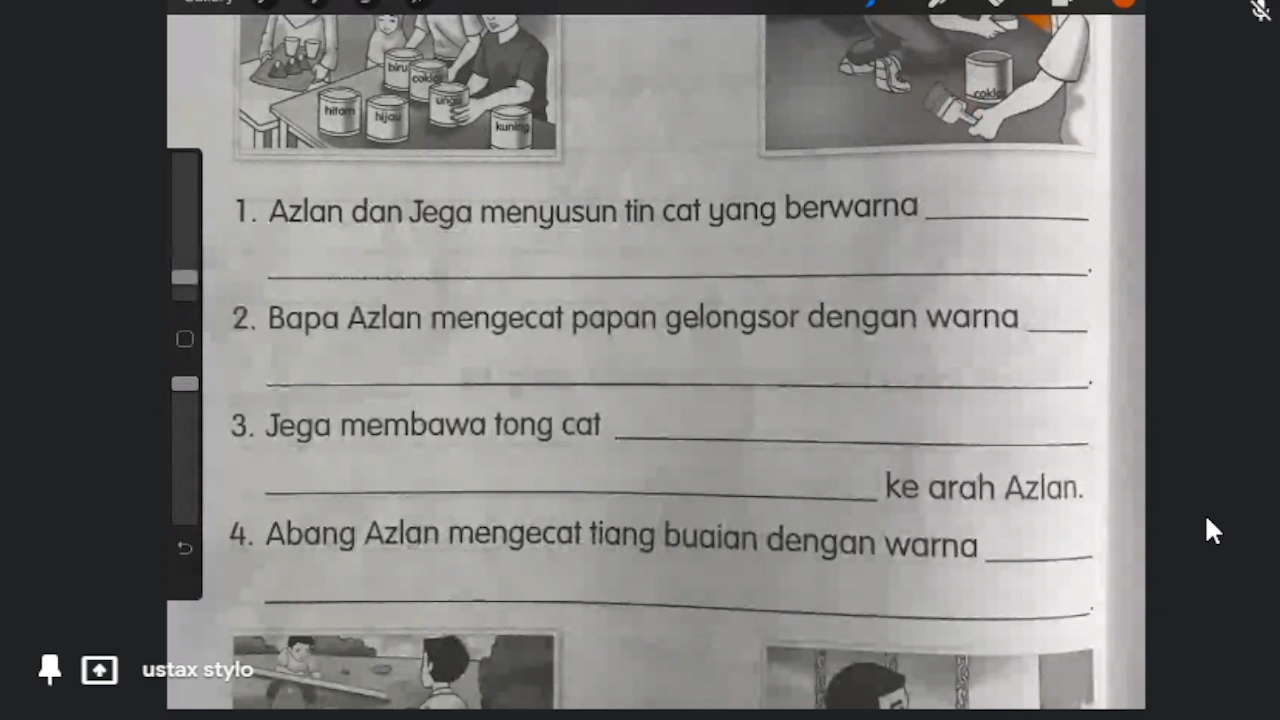 biru
coklat
ungu
hitam
hijau
kuning
1. Azlan dan Jega menyusun tin cat yang berwarna
2. Bapa Azlan mengecat papan gelongsor dengan warna
3. Jega membawa tong cat
ke arah Azlan.
4. Abang Azlan mengecat tiang buaian dengan warna
ustax stylo